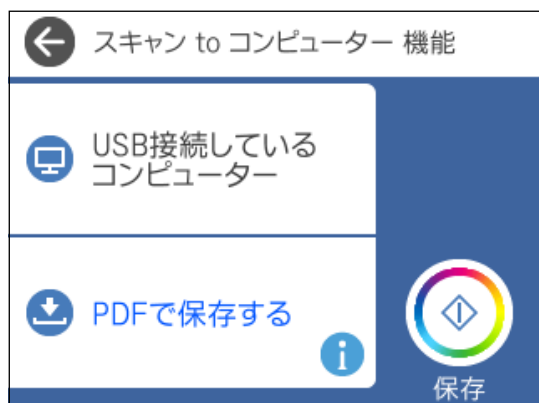 スキャン to コンピューター 機能
USB接続している
コンピューター
PDFで保存する
i
保存